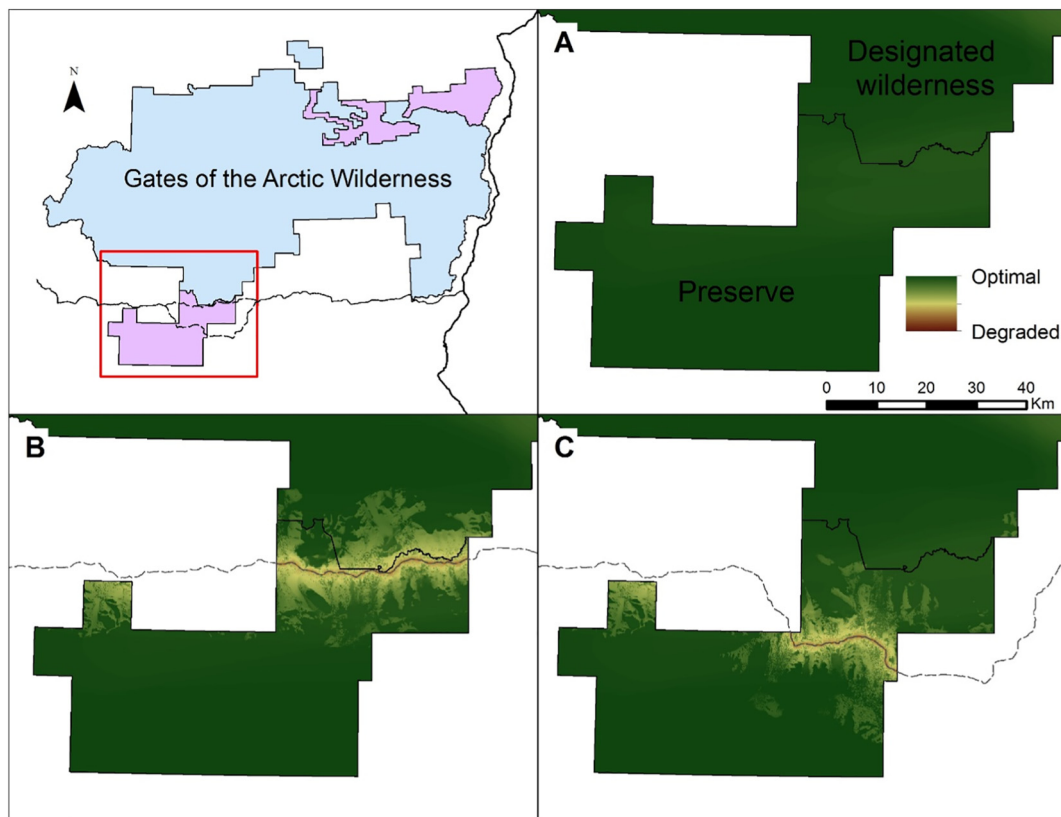 N
Gates of the Arctic Wilderness
A
Designated
wilderness
Preserve
Optimal
Degraded
0 10 20 30 40
Km
B
C